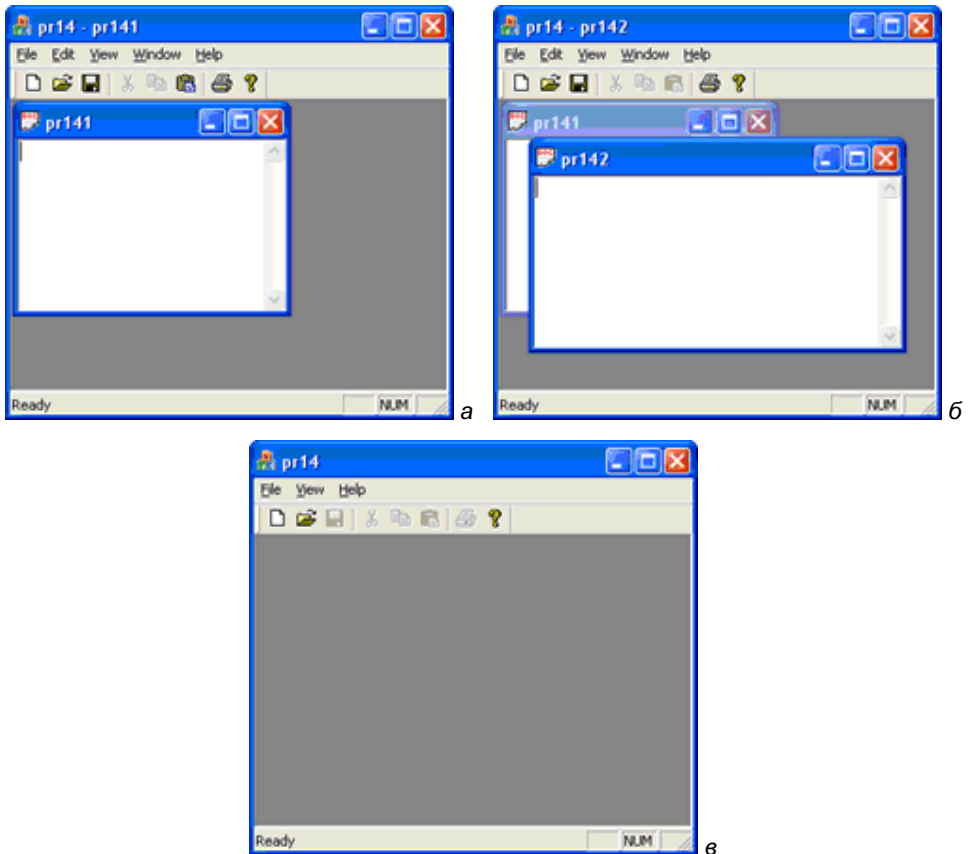 pr14 - pr141
File Edit View Window Help
pr141
Ready NUM
а
pr14 - pr142
File Edit View Window Help
pr141
pr142
Ready NUM
б
pr14
File View Help
Ready NUM
в